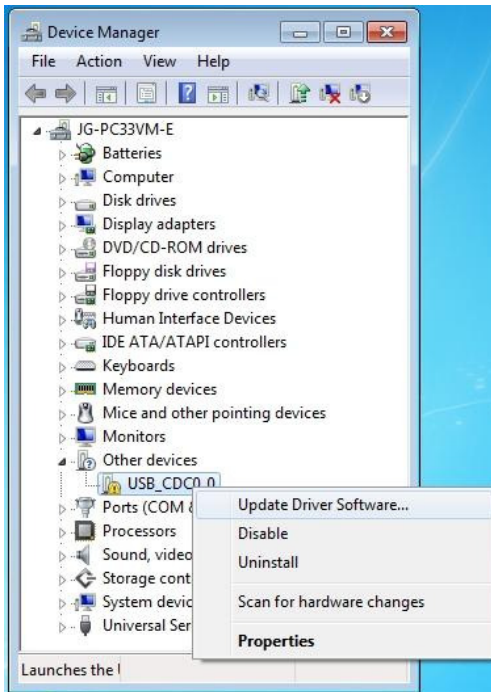 Device Manager
File Action View Help
JG-PC33VM-E
Batteries
Computer
Disk drives
Display adapters
DVD/CD-ROM drives
Floppy disk drives
Floppy drive controllers
Human Interface Devices
IDE ATA/ATAPI controllers
Keyboards
Memory devices
Mice and other pointing devices
Monitors
Other devices
USB_CDC0_0
Ports (COM &
Processors
Sound, video
Storage cont
System devic
Universal Ser
Update Driver Software...
Disable
Uninstall
Scan for hardware changes
Properties
Launches the